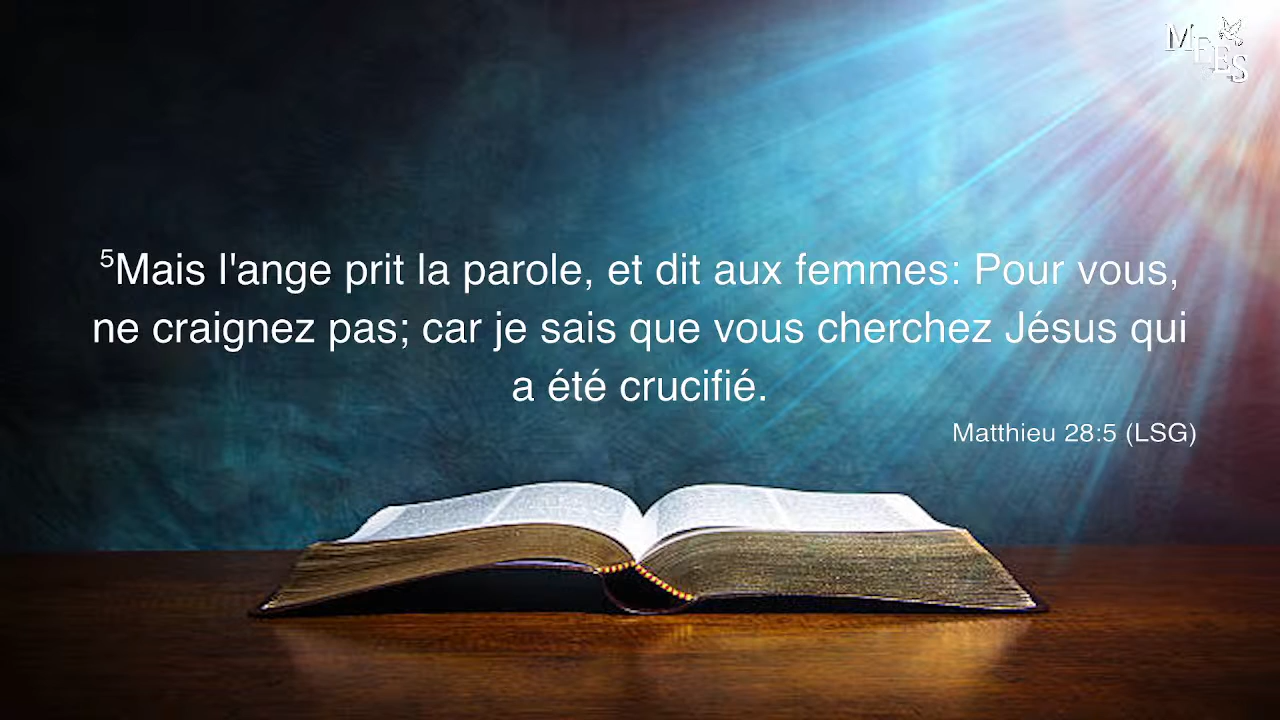 MEBS
⁵Mais l'ange prit la parole, et dit aux femmes: Pour vous,
ne craignez pas; car je sais que vous cherchez Jésus qui
a été crucifié.
Matthieu 28:5 (LSG)